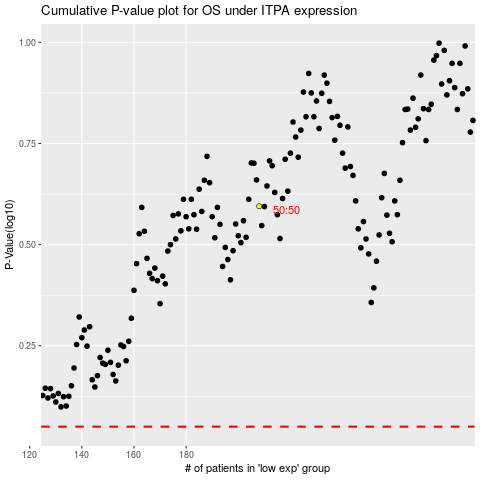 Cumulative P-value plot for OS under ITPA expression
1.00
0.75
0.50
0.25
P-Value(log10)
50:50
120 140 160 180
# of patients in 'low exp' group